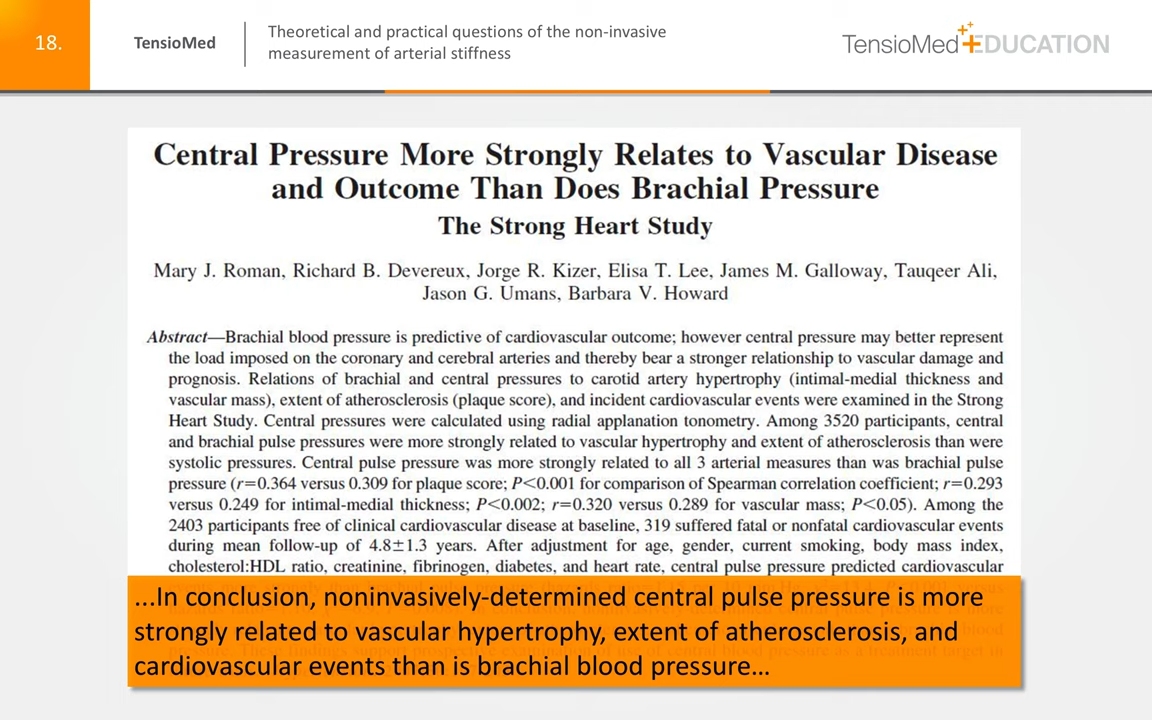 18.
TensioMed
Theoretical and practical questions of the non-invasive
measurement of arterial stiffness
TensioMed EDUCATION
Central Pressure More Strongly Relates to Vascular Disease
and Outcome Than Does Brachial Pressure
The Strong Heart Study
Mary J. Roman, Richard B. Devereux, Jorge R. Kizer, Elisa T. Lee, James M. Galloway, Tauqeer Ali,
Jason G. Umans, Barbara V. Howard
Abstract—Brachial blood pressure is predictive of cardiovascular outcome; however central pressure may better represent
the load imposed on the coronary and cerebral arteries and thereby bear a stronger relationship to vascular damage and
prognosis. Relations of brachial and central pressures to carotid artery hypertrophy (intimal-medial thickness and
vascular mass), extent of atherosclerosis (plaque score), and incident cardiovascular events were examined in the Strong
Heart Study. Central pressures were calculated using radial applanation tonometry. Among 3520 participants, central
and brachial pulse pressures were more strongly related to vascular hypertrophy and extent of atherosclerosis than were
systolic pressures. Central pulse pressure was more strongly related to all 3 arterial measures than was brachial pulse
pressure (r=0.364 versus 0.309 for plaque score; P<0.001 for comparison of Spearman correlation coefficient; r=0.293
versus 0.249 for intimal-medial thickness; P<0.002; r=0.320 versus 0.289 for vascular mass; P<0.05). Among the
2403 participants free of clinical cardiovascular disease at baseline, 319 suffered fatal or nonfatal cardiovascular events
during mean follow-up of 4.8±1.3 years. After adjustment for age, gender, current smoking, body mass index,
cholesterol:HDL ratio, creatinine, fibrinogen, diabetes, and heart rate, central pulse pressure predicted cardiovascular
...In conclusion, noninvasively-determined central pulse pressure is more
strongly related to vascular hypertrophy, extent of atherosclerosis, and
cardiovascular events than is brachial blood pressure…